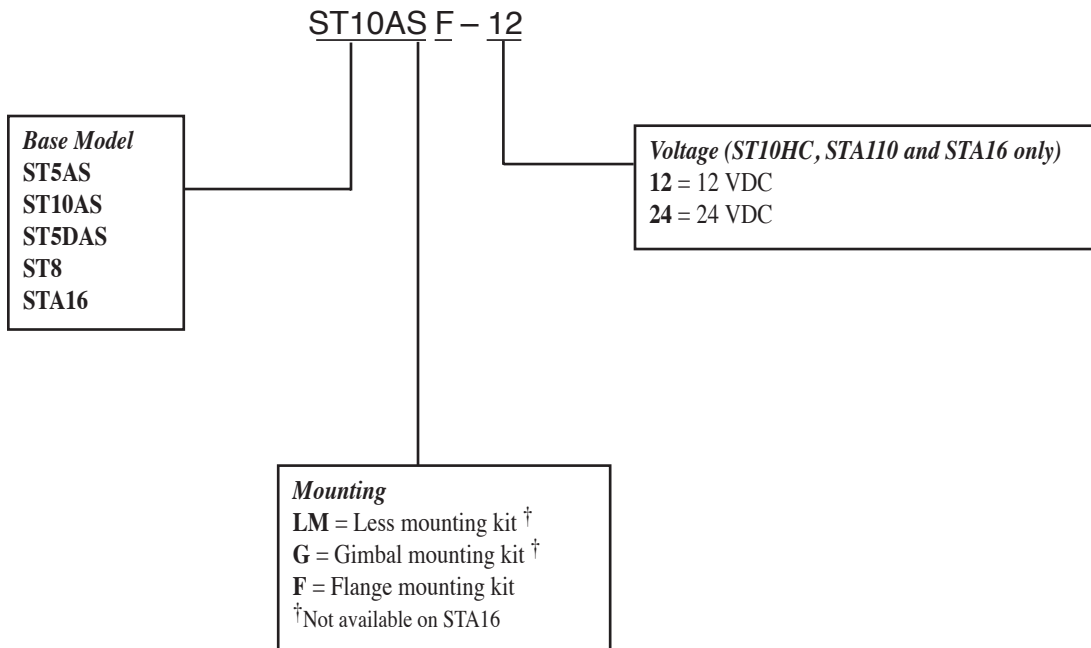 ST10AS F – 12
Base Model
ST5AS
ST10AS
ST5DAS
ST8
STA16
Voltage (ST10HC, STA110 and STA16 only)
12 = 12 VDC
24 = 24 VDC
Mounting
LM = Less mounting kit †
G = Gimbal mounting kit †
F = Flange mounting kit
†Not available on STA16